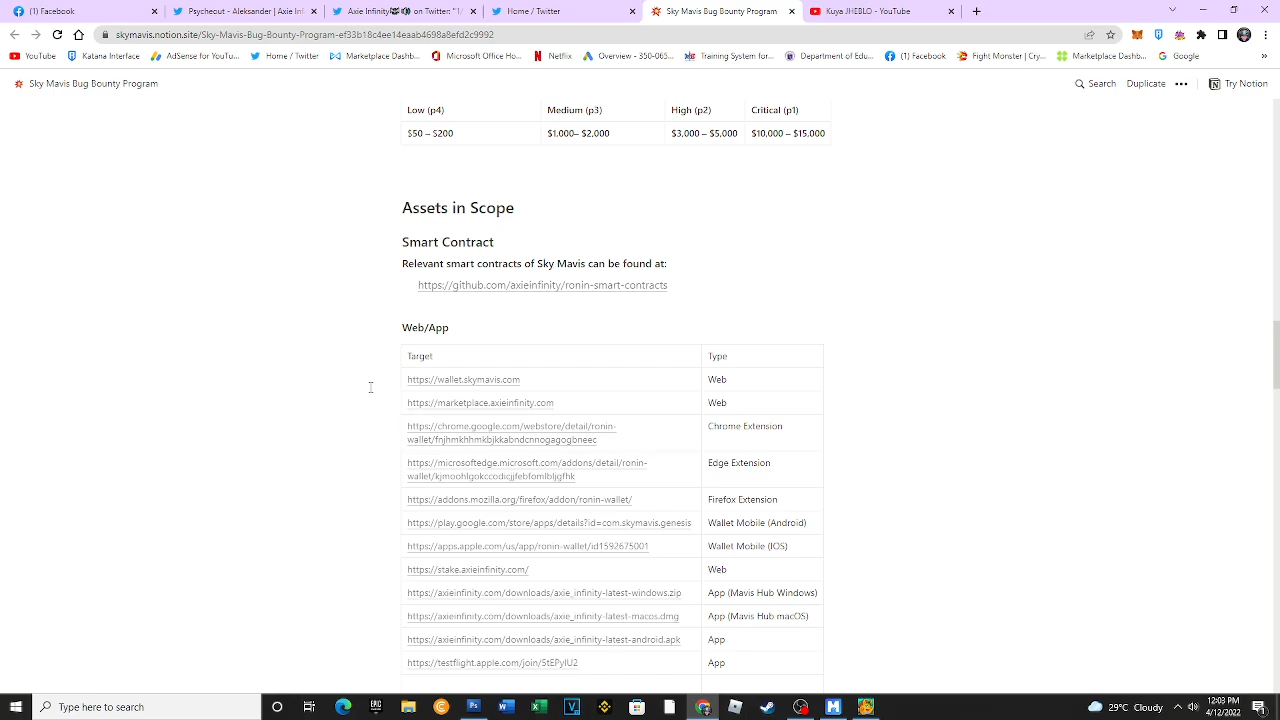 (1) Facebook
Psycheout - Aleksander | Axie Inf
Axie Infinity on Twitter: "1/
Home / Twitter
Sky Mavis Bug Bounty Program
Kuya JHEBLO - YouTube
skymavis.notion.site/Sky-Mavis-Bug-Bounty-Program-ef33b18c4ee14eaab4698a8efd2c9992
YouTube
Katana Interface
AdSense for YouTu...
Home / Twitter
Marketplace Dashb...
Microsoft Office Ho...
Netflix
Overview - 350-065...
Training System for...
Department of Edu...
(1) Facebook
Fight Monster | Cry...
Marketplace Dashb...
Google
Sky Mavis Bug Bounty Program
Search
Duplicate
Try Notion
Low (p4) Medium (p3) High (p2) Critical (p1)
$50 – $200 $1,000– $2,000 $3,000 – $5,000 $10,000 – $15,000
Assets in Scope
Smart Contract
Relevant smart contracts of Sky Mavis can be found at:
https://github.com/axieinfinity/ronin-smart-contracts
Web/App
Target Type
https://wallet.skymavis.com Web
https://marketplace.axieinfinity.com Web
https://chrome.google.com/webstore/detail/ronin- Chrome Extension
wallet/fnjhmkhhmkbjkkabndcnnogagogbneec
https://microsoftedge.microsoft.com/addons/detail/ronin- Edge Extension
wallet/kjmoohlgokccodicjjfebfomlbljgfhk
https://addons.mozilla.org/firefox/addon/ronin-wallet/ Firefox Extension
https://play.google.com/store/apps/details?id=com.skymavis.genesis Wallet Mobile (Android)
https://apps.apple.com/us/app/ronin-wallet/id1592675001 Wallet Mobile (IOS)
https://stake.axieinfinity.com/ Web
https://axieinfinity.com/downloads/axie_infinity-latest-windows.zip App (Mavis Hub Windows)
https://axieinfinity.com/downloads/axie_infinity-latest-macos.dmg App (Mavis Hub macOS)
https://axieinfinity.com/downloads/axie_infinity-latest-android.apk App
https://testflight.apple.com/join/5tEPyIU2 App
Type here to search
29°C Cloudy
12:03 PM
4/12/2022